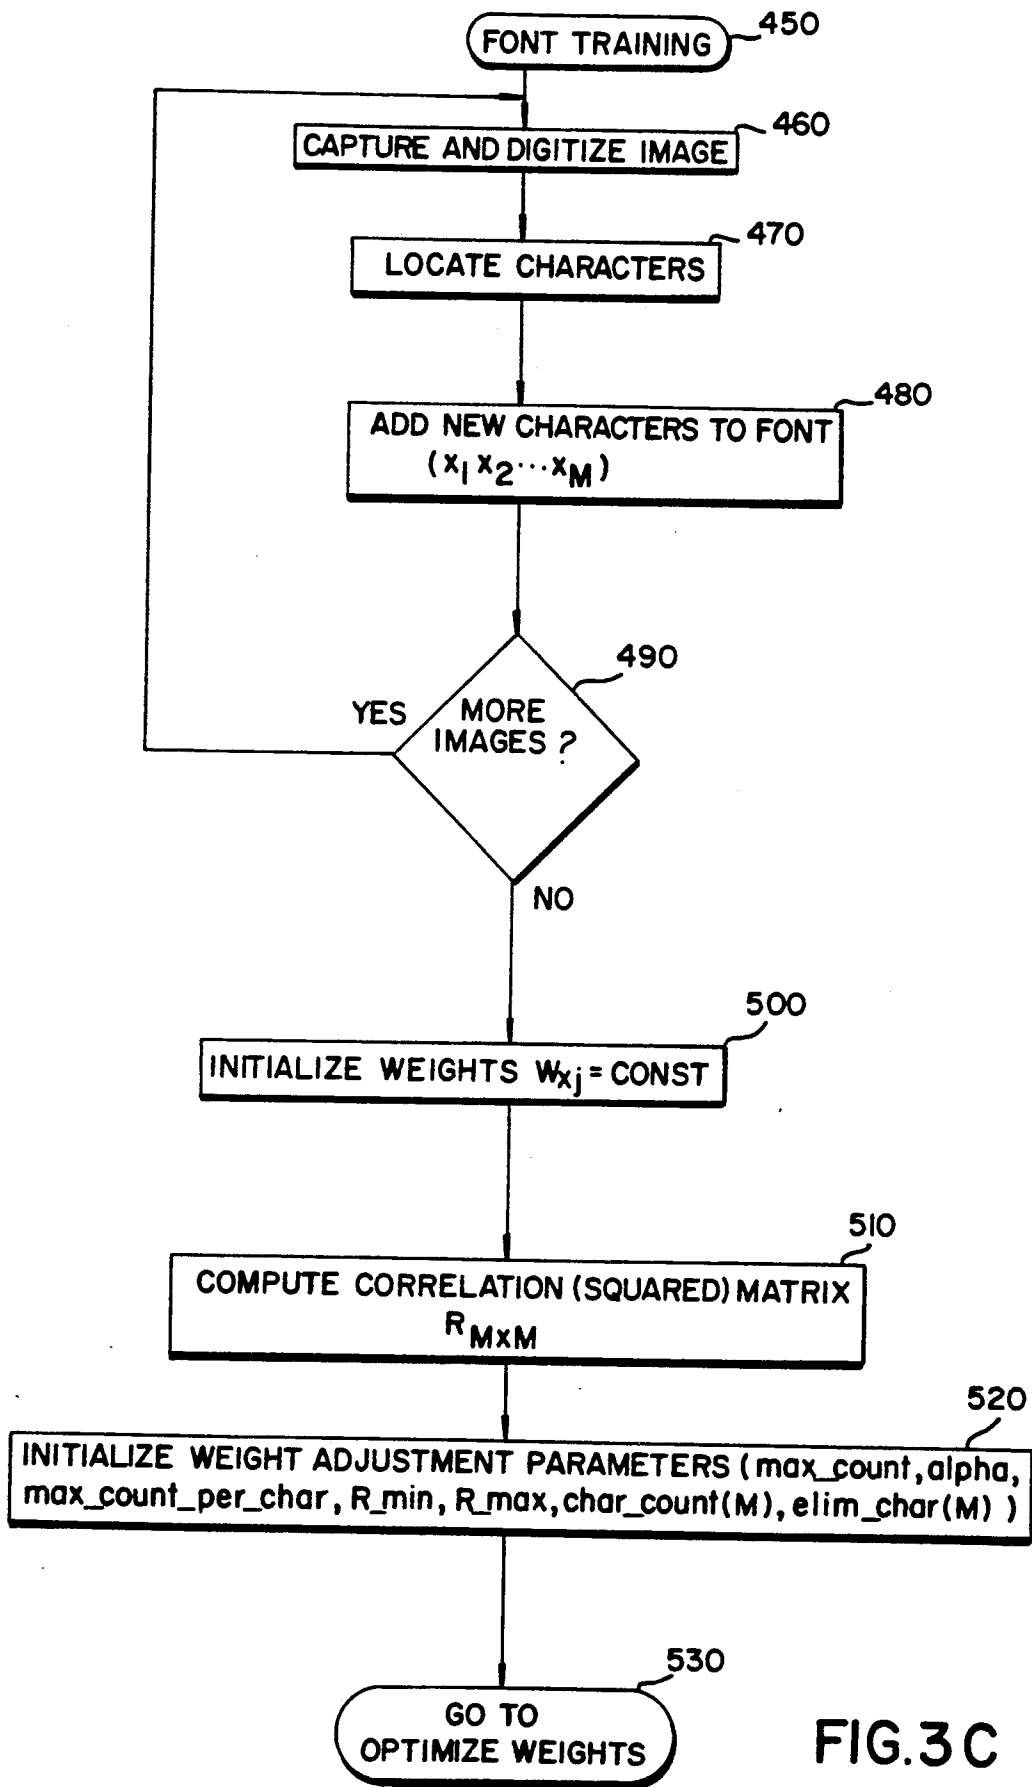 FONT TRAINING
450
CAPTURE AND DIGITIZE IMAGE
460
LOCATE CHARACTERS
470
ADD NEW CHARACTERS TO FONT
(x1 x2...xM)
480
MORE
IMAGES?
490
YES
NO
INITIALIZE WEIGHTS Wxj = CONST
500
COMPUTE CORRELATION (SQUARED) MATRIX
RMxM
510
INITIALIZE WEIGHT ADJUSTMENT PARAMETERS (max_count, alpha,
max_count_per_char, R_min, R_max, char_count(M), elim_char(M) )
520
GO TO
OPTIMIZE WEIGHTS
530
FIG.3C